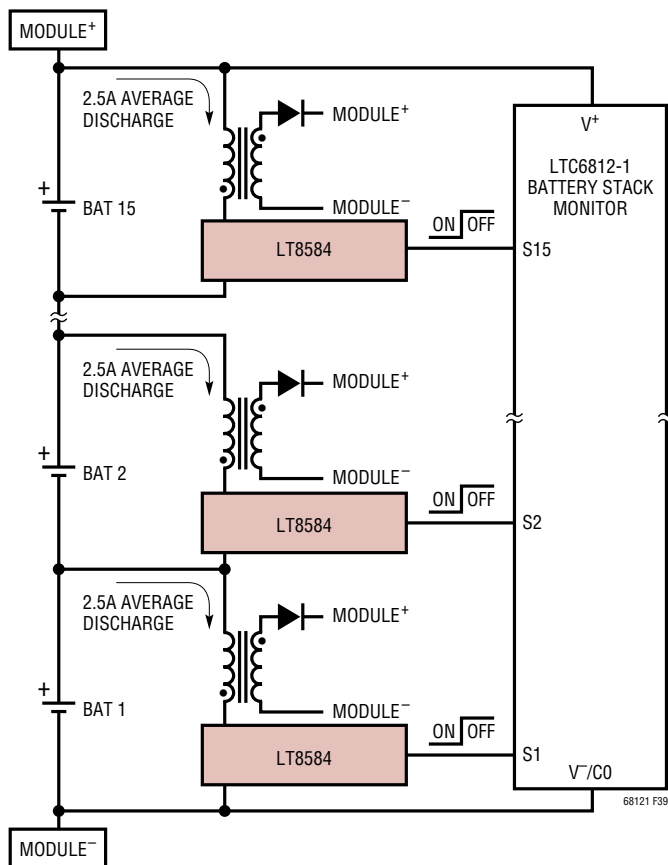 MODULE+
2.5A AVERAGE
DISCHARGE
MODULE+
V+
LTC6812-1
BATTERY STACK
MONITOR
+
BAT 15
MODULE–
ON OFF
LT8584
S15
2.5A AVERAGE
DISCHARGE
MODULE+
+
BAT 2
MODULE–
ON OFF
LT8584
S2
2.5A AVERAGE
DISCHARGE
MODULE+
+
BAT 1
MODULE–
ON OFF
LT8584
S1
V–/C0
68121 F39
MODULE–